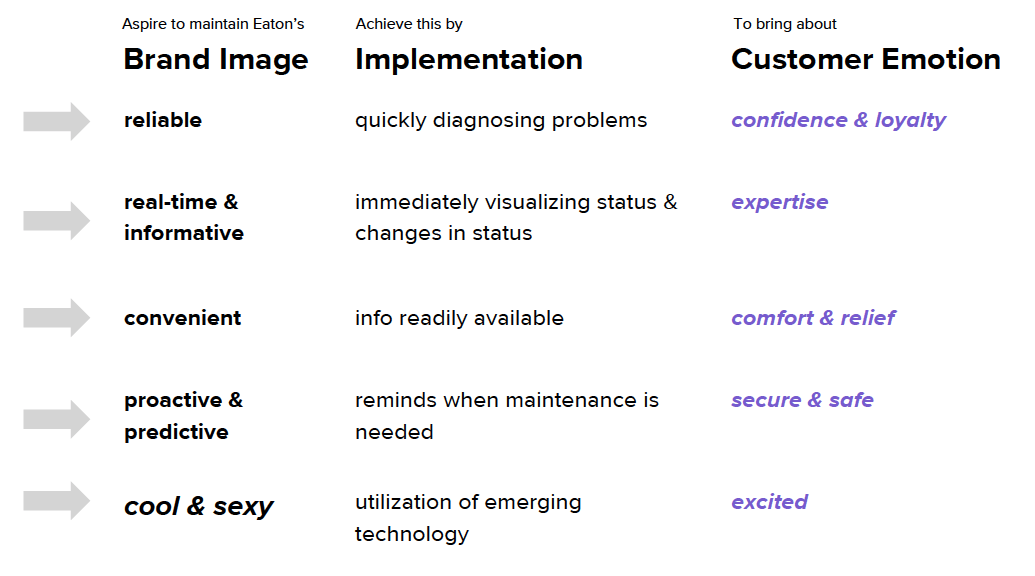 Aspire to maintain Eaton’s
Achieve this by
To bring about
Brand Image
Implementation
Customer Emotion
reliable
quickly diagnosing problems
confidence & loyalty
real-time &
informative
immediately visualizing status &
changes in status
expertise
convenient
info readily available
comfort & relief
proactive &
predictive
reminds when maintenance is
needed
secure & safe
cool & sexy
utilization of emerging
technology
excited